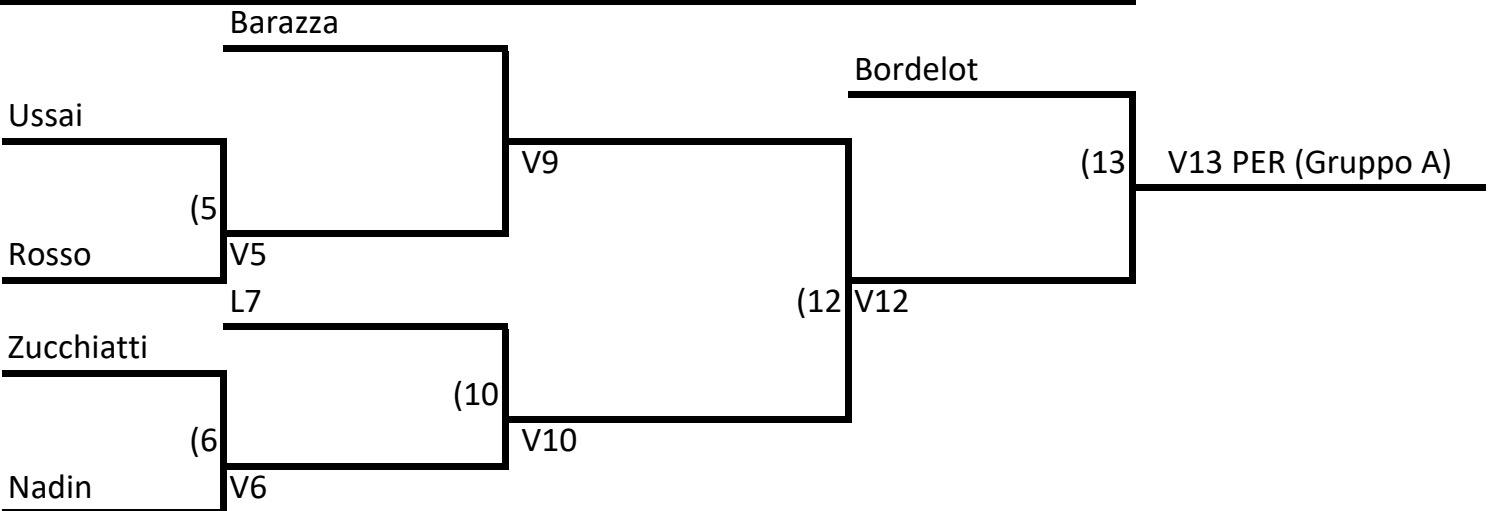 Barazza
Bordelot
Ussai
V9
(13
V13 PER (Gruppo A)
(5
Rosso
V5
L7
(12
V12
Zucchiatti
(10
(6
V10
Nadin
V6